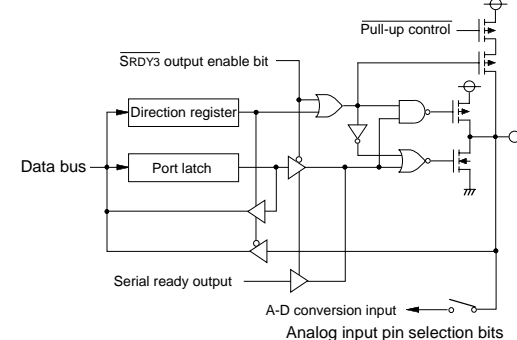 Pull-up control
SRDY3 output enable bit
Direction register
Data bus
Port latch
Serial ready output
A-D conversion input
Analog input pin selection bits